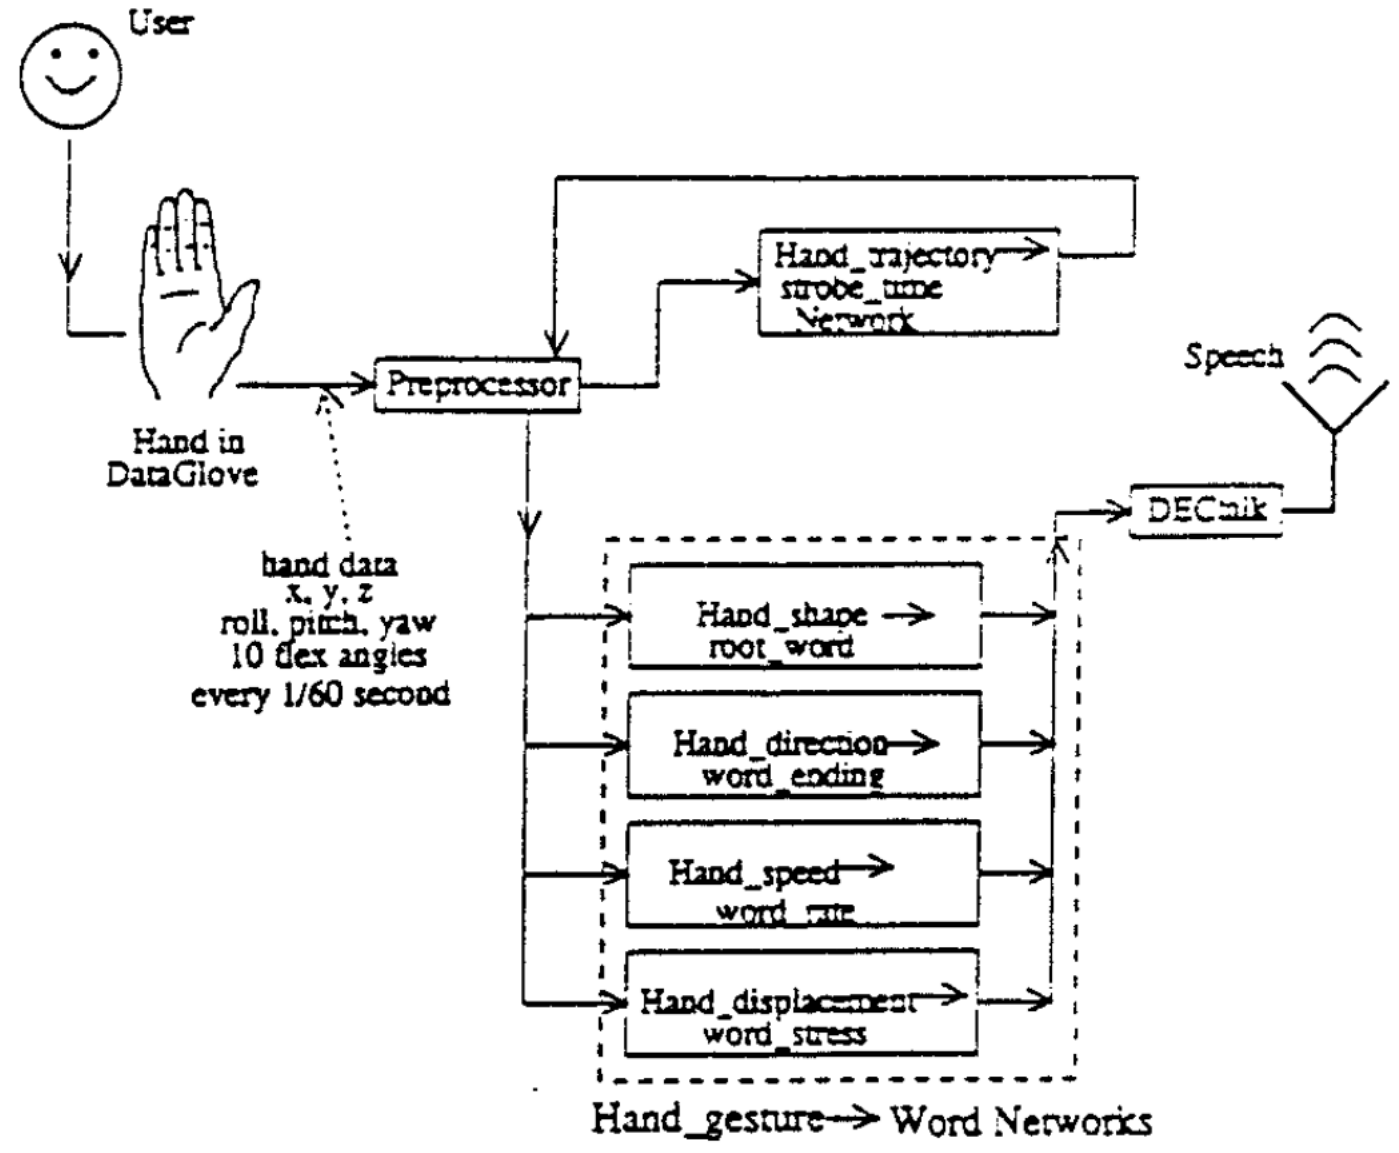 User
Hand_trajectory
strobe_time
Network
Speech
Preprocessor
Hand in
DataGlove
DECtalk
hand data
x, y, z
roll, pitch, yaw
10 flex angles
every 1/60 second
Hand_shape
root_word
Hand_direction
word_ending
Hand_speed
word_rate
Hand_displacement
word_stress
Hand_gesture Word Networks